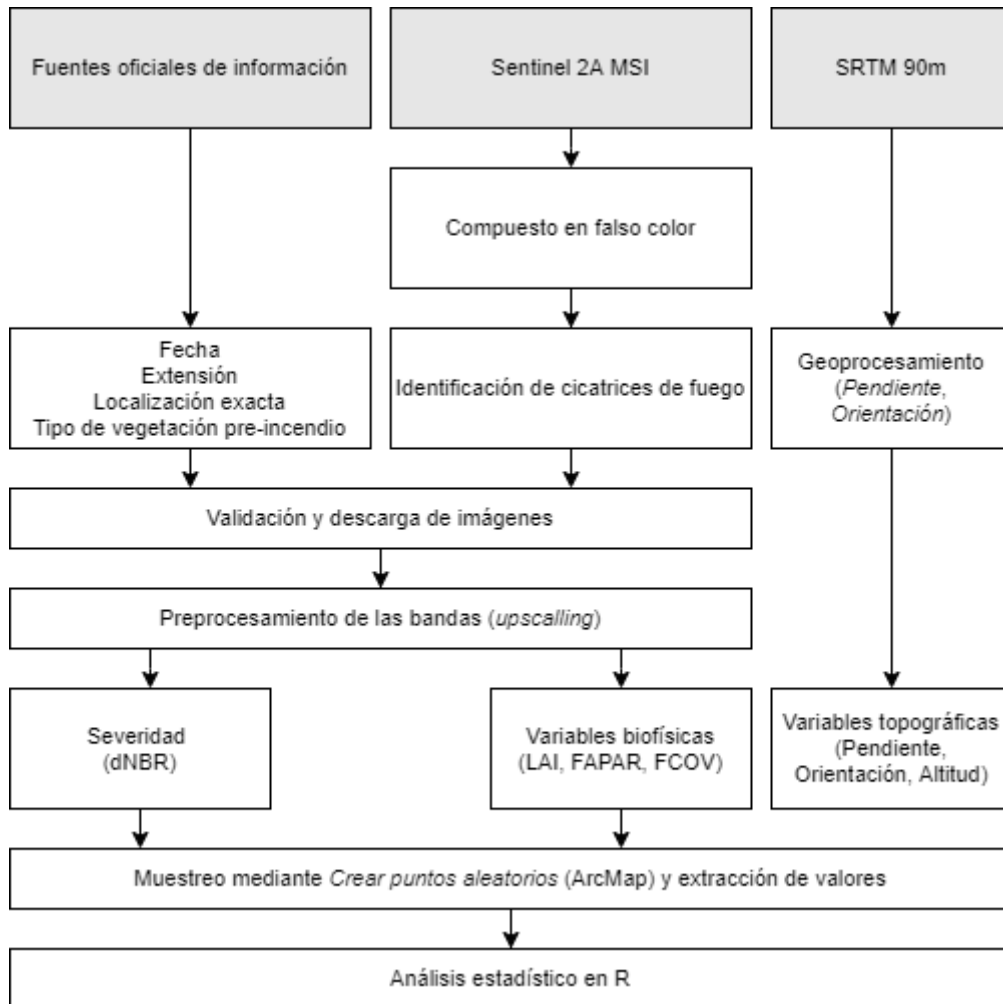 Fuentes oficiales de información
Sentinel 2A MSI
SRTM 90m
Compuesto en falso color
Fecha
Extensión
Localización exacta
Tipo de vegetación pre-incendio
Identificación de cicatrices de fuego
Geoprocesamiento
(Pendiente,
Orientación)
Validación y descarga de imágenes
Preprocesamiento de las bandas (upscalling)
Severidad
(dNBR)
Variables biofísicas
(LAI, FAPAR, FCOV)
Variables topográficas
(Pendiente,
Orientación, Altitud)
Muestreo mediante Crear puntos aleatorios (ArcMap) y extracción de valores
Análisis estadístico en R